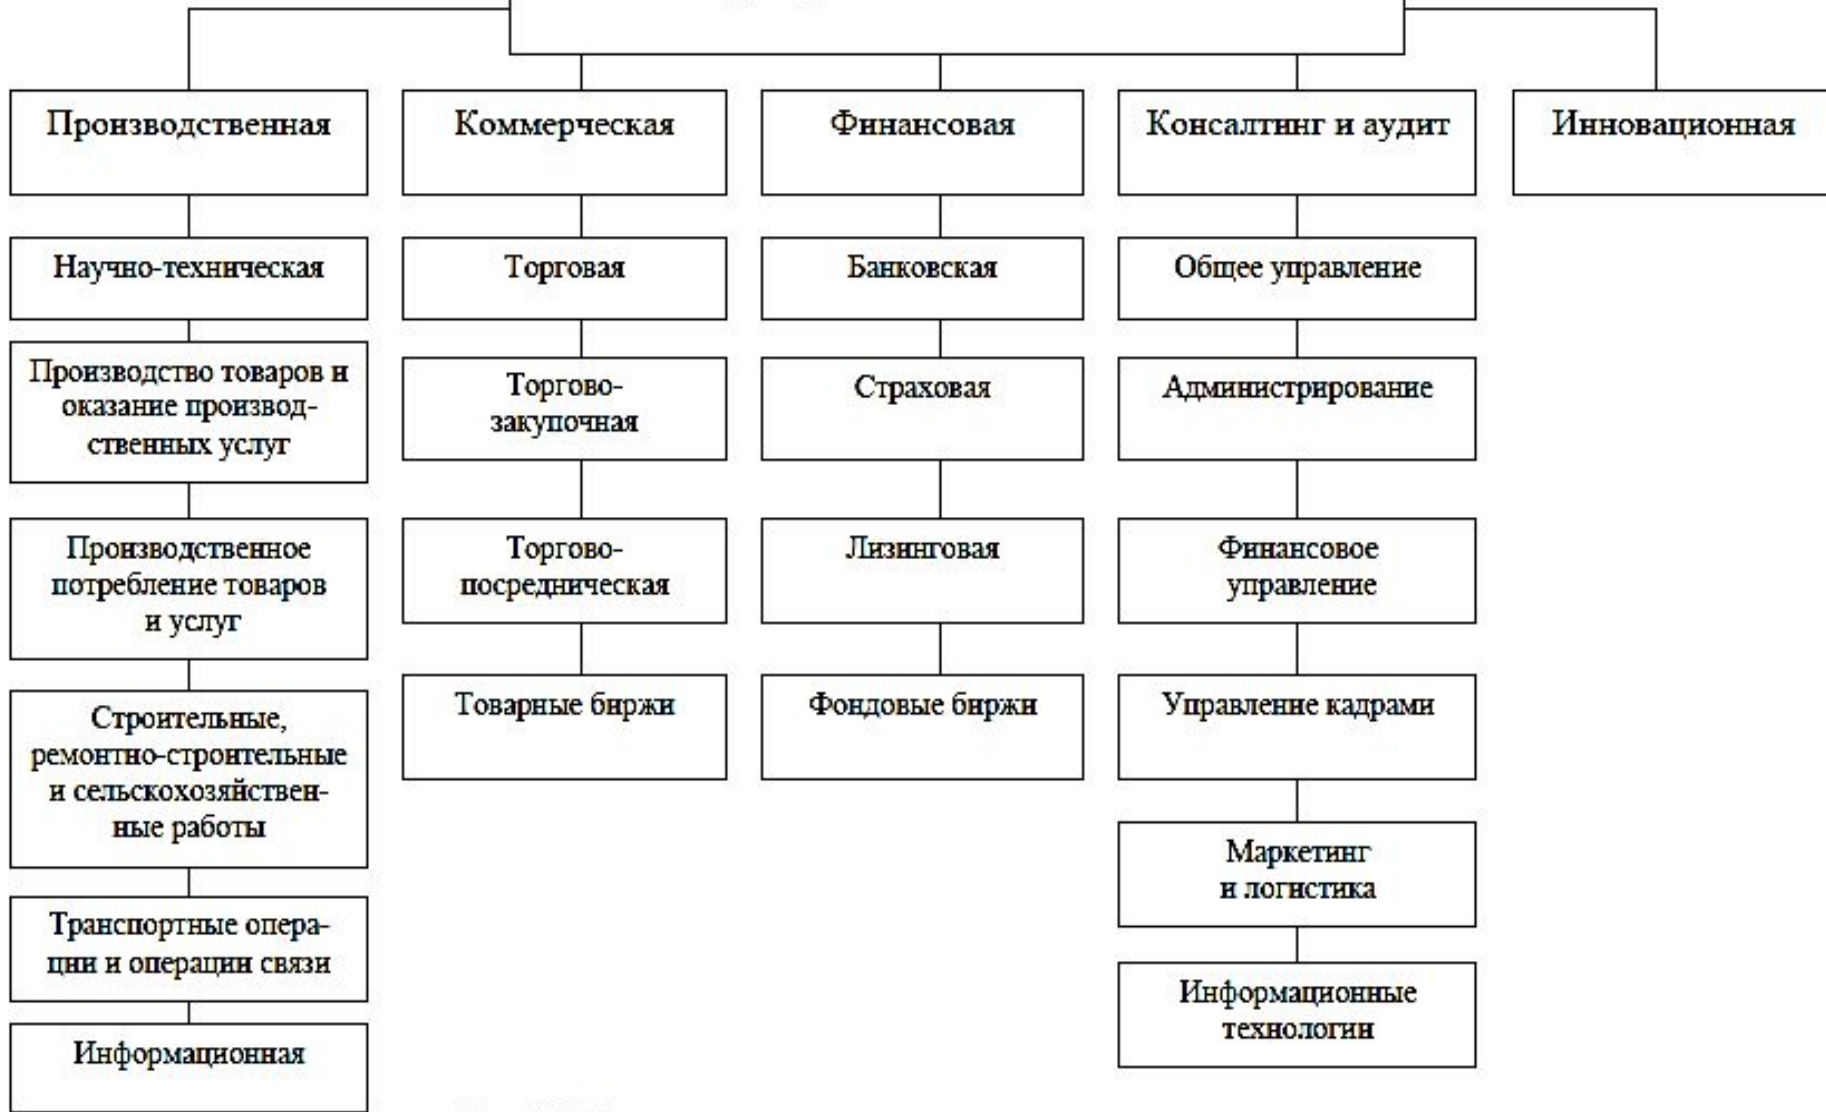 Производственная
Коммерческая
Финансовая
Консалтинг и аудит
Инновационная
Научно-техническая
Торговая
Банковская
Общее управление
Производство товаров и
оказание производ-
ственных услуг
Торгово-
закупочная
Страховая
Администрирование
Производственное
потребление товаров
и услуг
Торгово-
посредническая
Лизинговая
Финансовое
управление
Строительные,
ремонтно-строительные
и сельскохозяйствен-
ные работы
Товарные биржи
Фондовые биржи
Управление кадрами
Маркетинг
и логистика
Транспортные опера-
ции и операции связи
Информационные
технологии
Информационная